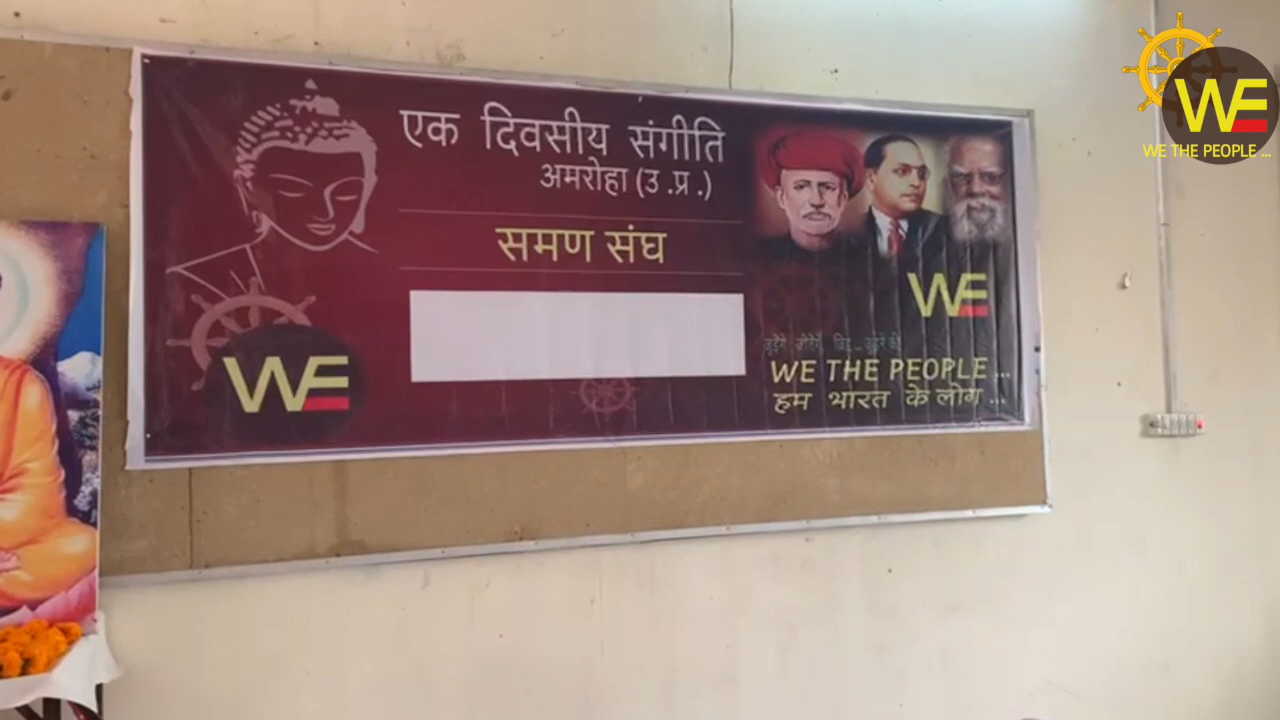 एक दिवसीय संगीति
अमरोहा (उ .प्र .)
समण संघ
WE
WE
जुड़ेंगे जीतेंगे
WE THE PEOPLE ...
हम भारत के लोग ...
WE
WE THE PEOPLE ...